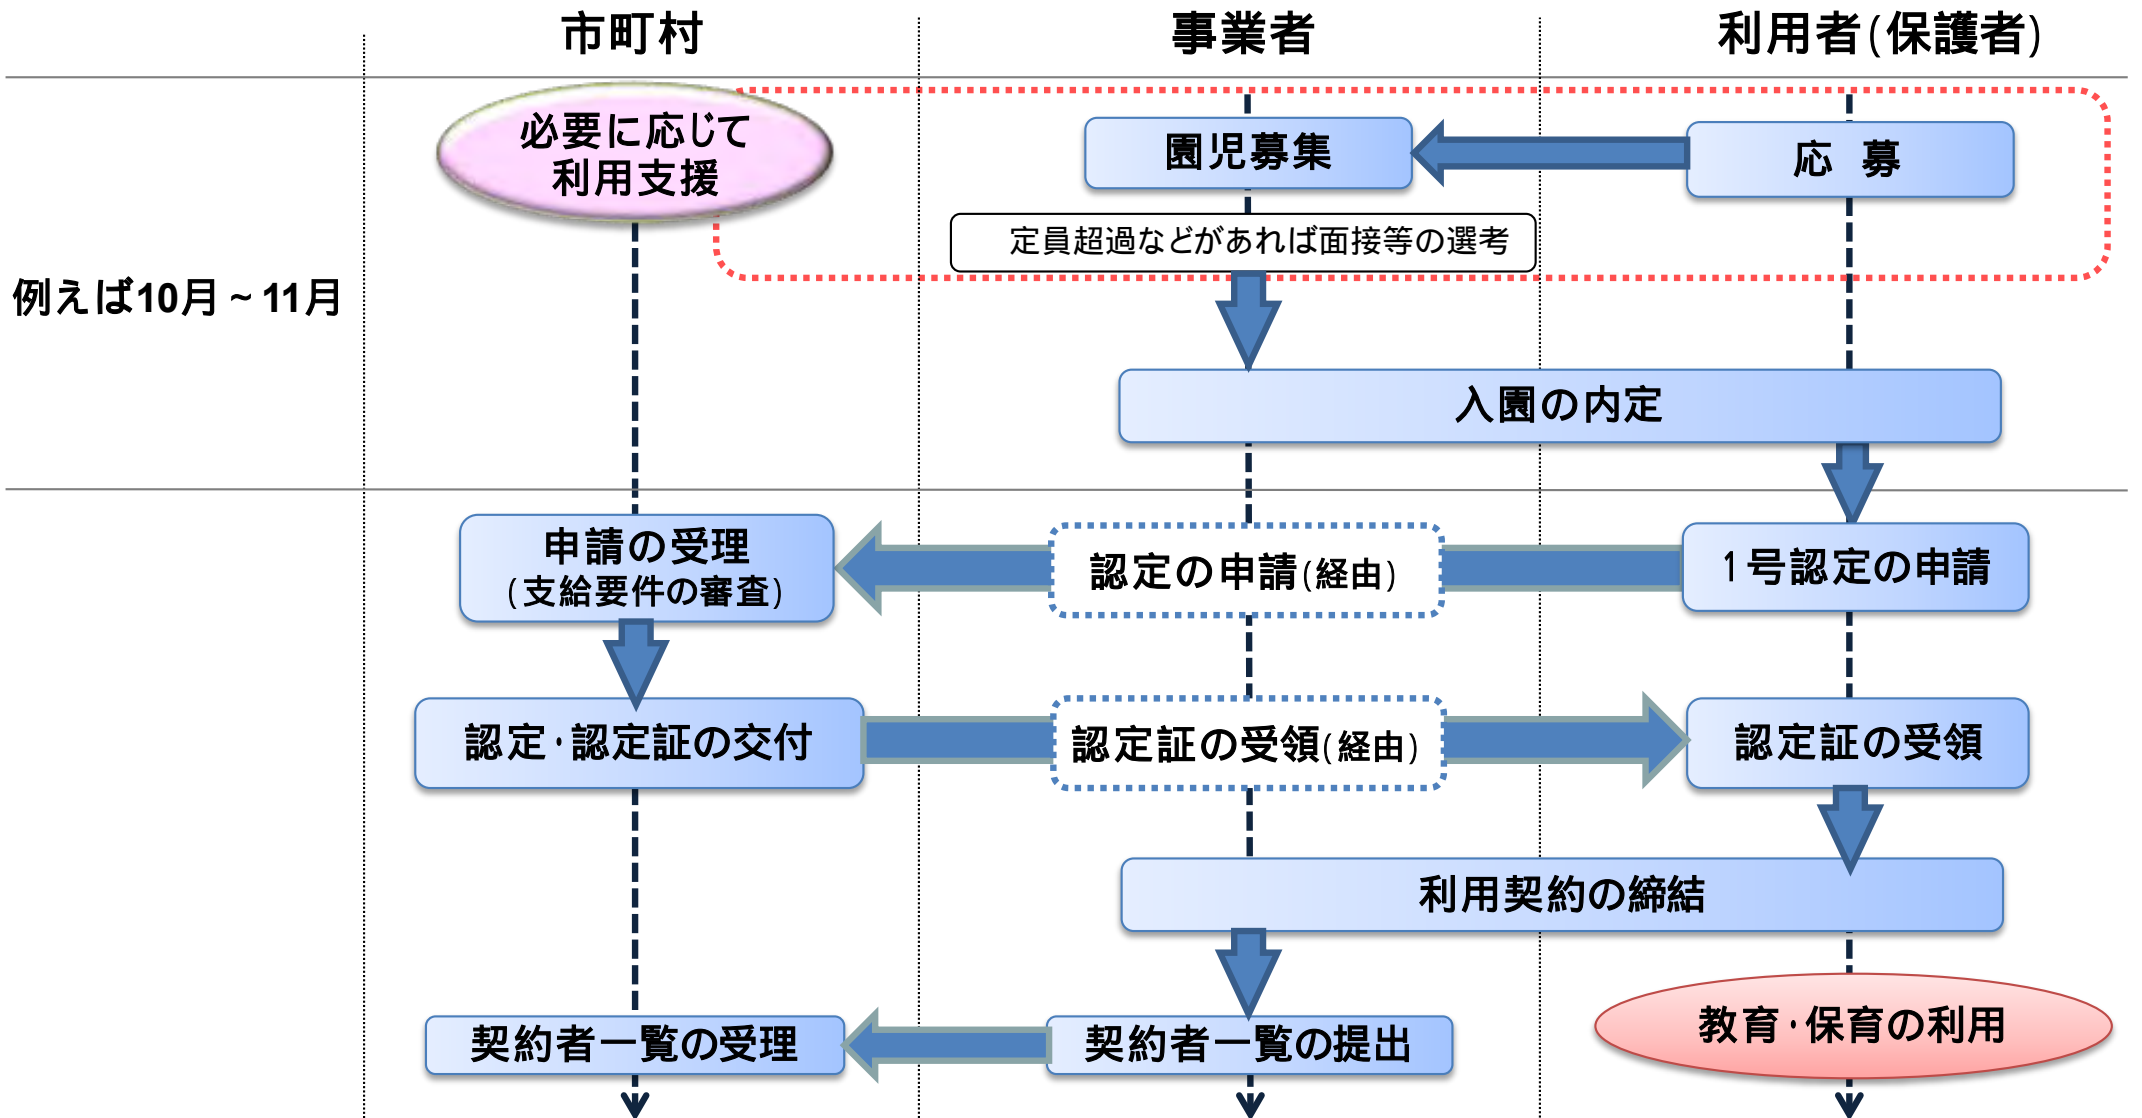 市町村
事業者
利用者(保護者)
必要に応じて
利用支援
園児募集
応　募
定員超過などがあれば面接等の選考
例えば10月~11月
入園の内定
申請の受理
(支給要件の審査)
認定の申請(経由)
1号認定の申請
認定・認定証の交付
認定証の受領(経由)
認定証の受領
利用契約の締結
契約者一覧の受理
契約者一覧の提出
教育・保育の利用